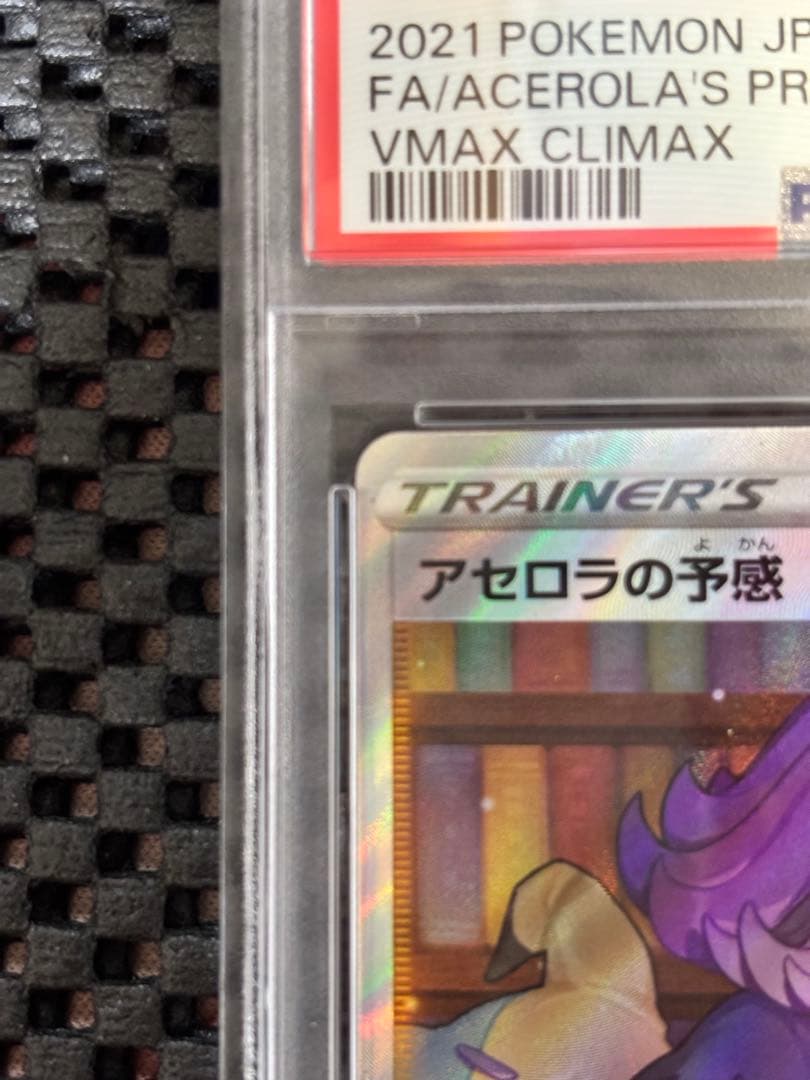 2021 POKEMON JP
FA/ACEROLA'S PR
VMAX CLIMAX
TRAINER'S
よ かん
アセロラの予感